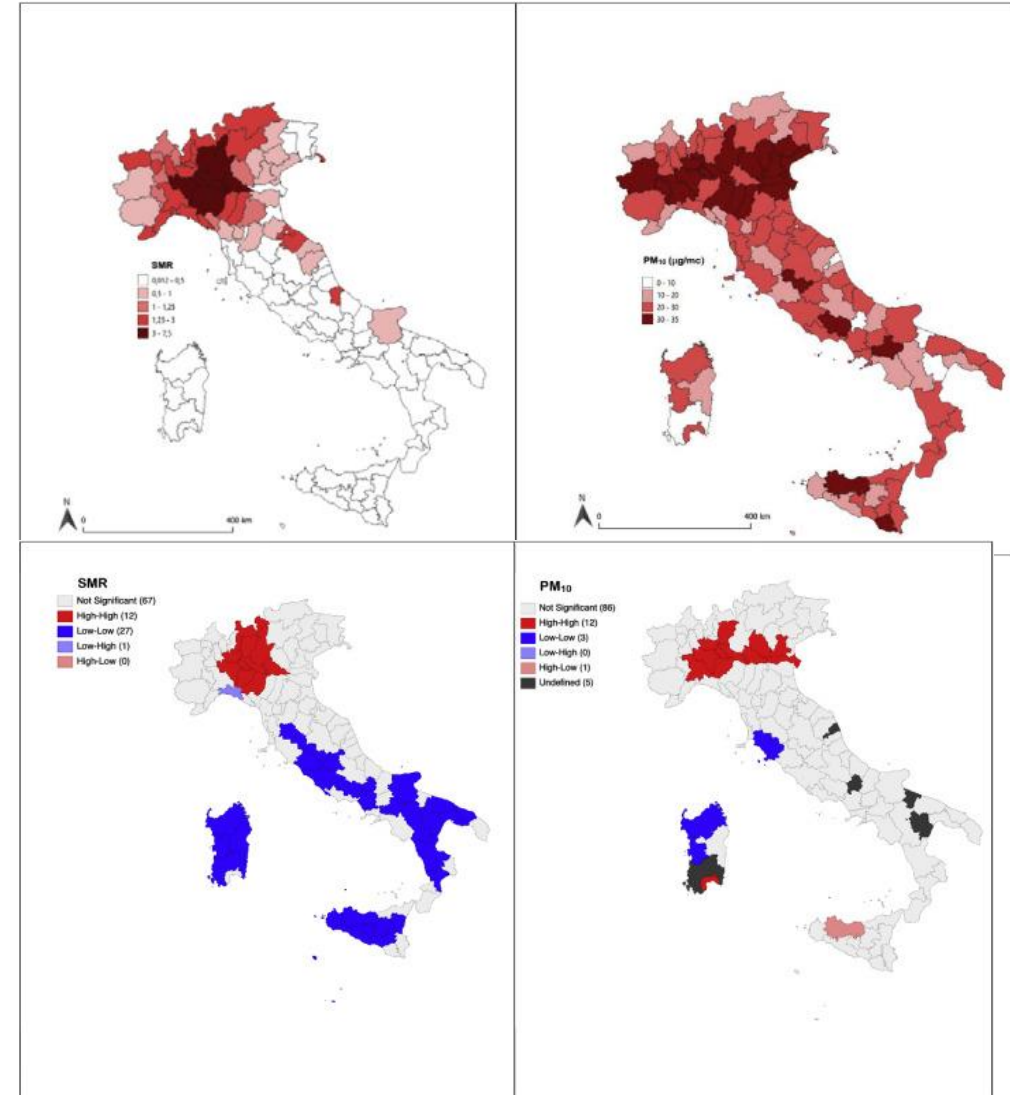 SMR
0,012 – 0,5
0,5 - 1
1 - 1,25
1,25 – 3
3 – 7,5
N
0
400 km
PM₁₀ (µg/mc)
0 - 10
10 - 20
20 - 30
30 - 35
N
0
400 km
SMR
Not Significant (67)
High-High (12)
Low-Low (27)
Low-High (1)
High-Low (0)
PM₁₀
Not Significant (86)
High-High (12)
Low-Low (3)
Low-High (0)
High-Low (1)
Undefined (5)